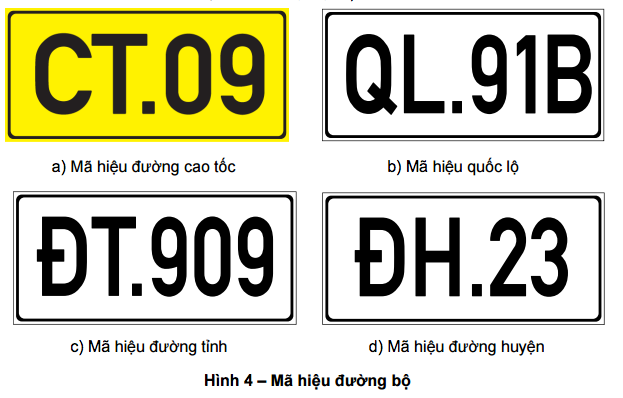 CT.09
QL.91B
a) Mã hiệu đường cao tốc
b) Mã hiệu quốc lộ
ĐT.909
ĐH.23
c) Mã hiệu đường tỉnh
d) Mã hiệu đường huyện
Hình 4 – Mã hiệu đường bộ